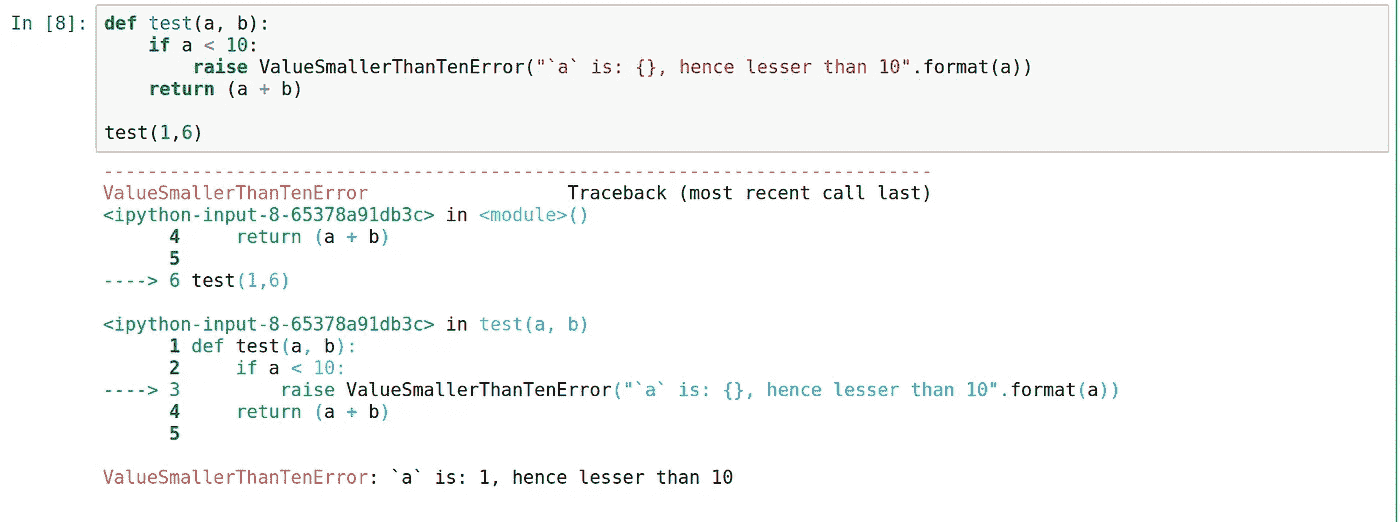 In [8]: def test(a, b):
    if a < 10:
        raise ValueSmallerThanTenError("`a` is: {}, hence lesser than 10".format(a))
    return (a + b)

test(1,6)
---------------------------------------------------------------------------
ValueSmallerThanTenError                  Traceback (most recent call last)
<ipython-input-8-65378a91db3c> in <module>()
      4     return (a + b)
      5
----> 6 test(1,6)

<ipython-input-8-65378a91db3c> in test(a, b)
      1 def test(a, b):
      2     if a < 10:
----> 3         raise ValueSmallerThanTenError("`a` is: {}, hence lesser than 10".format(a))
      4     return (a + b)
      5

ValueSmallerThanTenError: `a` is: 1, hence lesser than 10